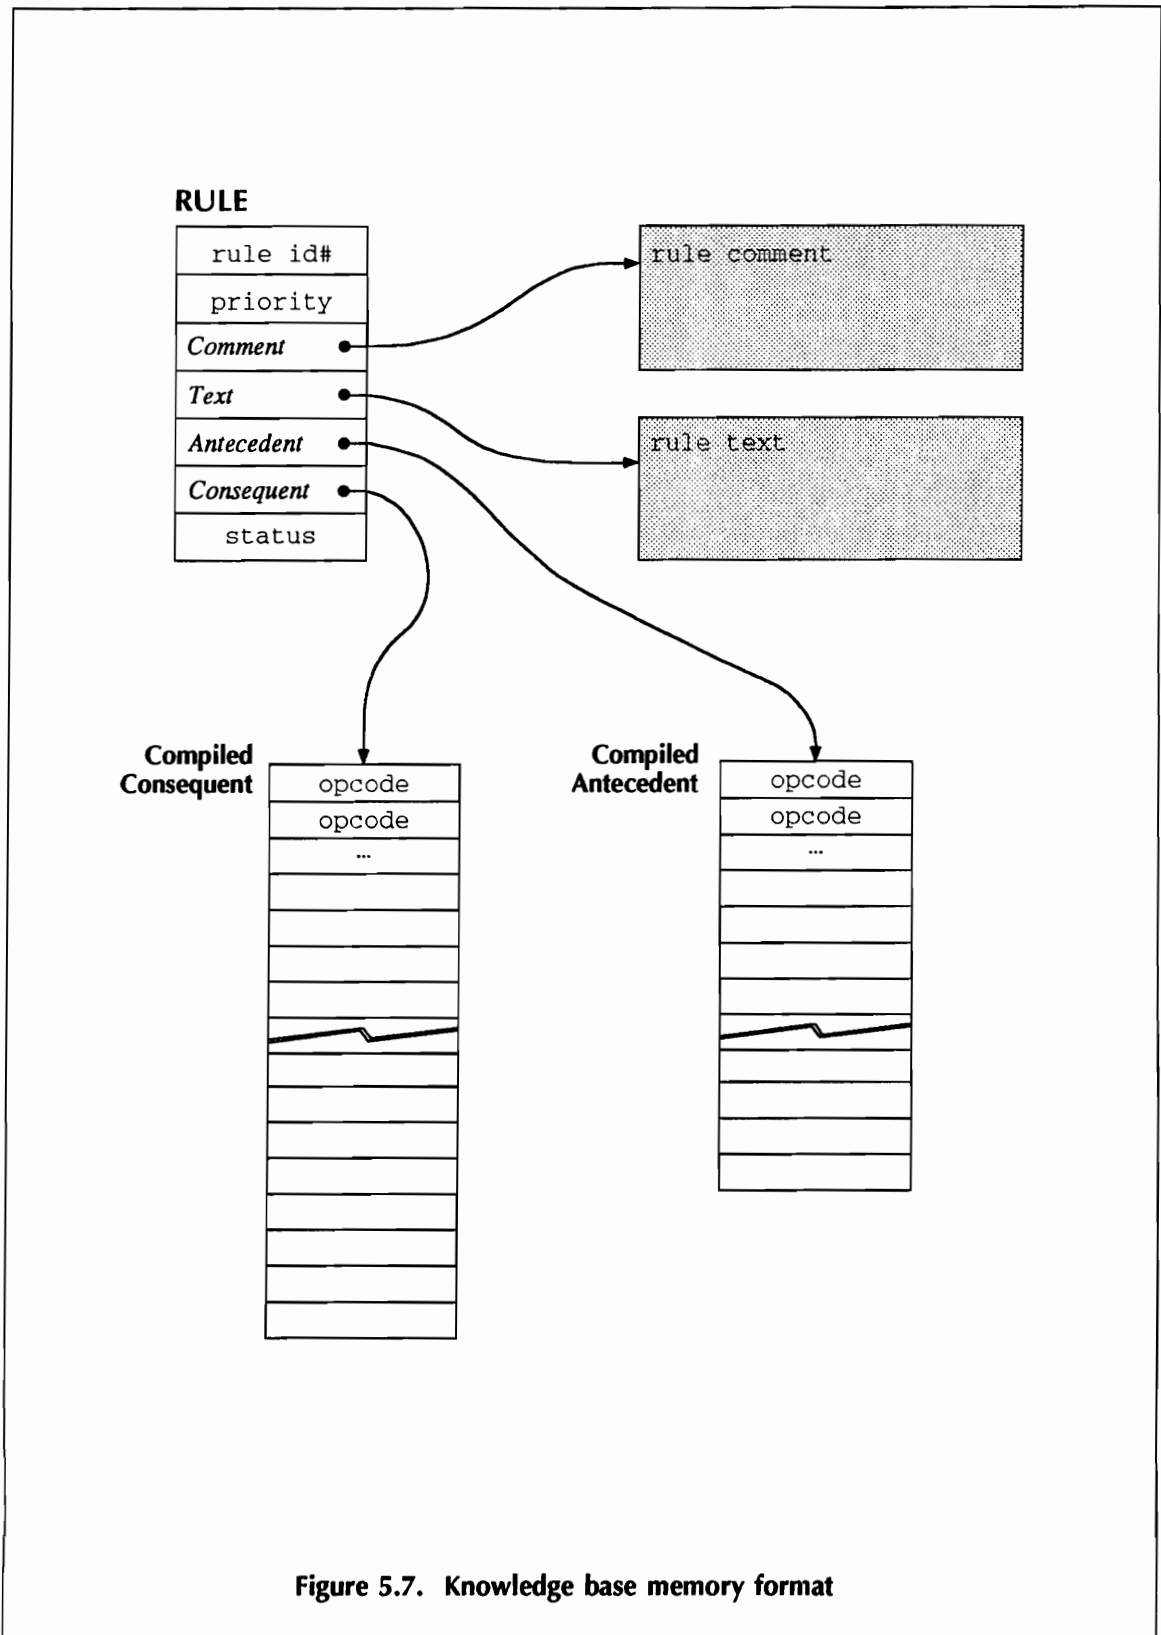 RULE
rule id#
priority
Comment
Text
Antecedent
Consequent
status
rule comment
rule text
Compiled
Consequent
opcode
opcode
...
Compiled
Antecedent
opcode
opcode
...
Figure 5.7. Knowledge base memory format